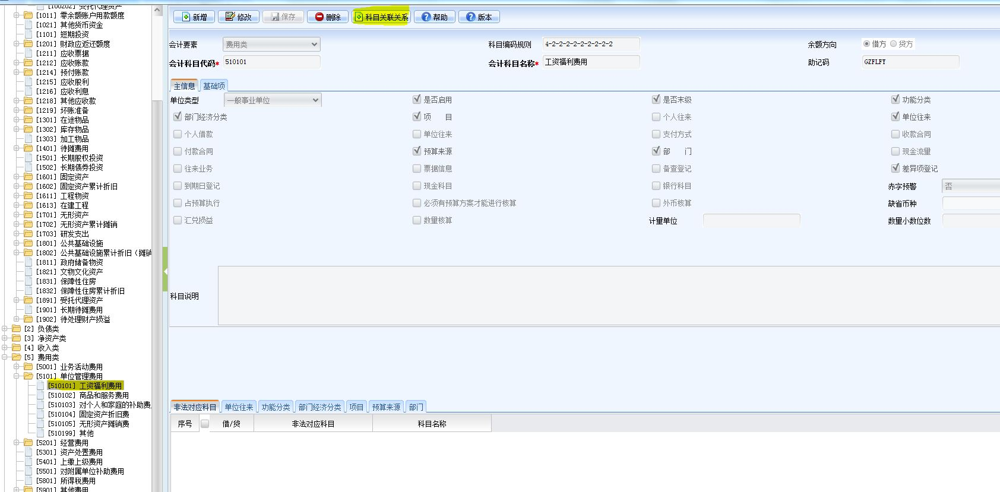 [100202] 受托代理资产
[1011] 零余额账户用款额度
[1021] 其他货币资金
[1101] 短期投资
[1201] 财政应返还额度
[1211] 应收票据
[1212] 应收账款
[1214] 预付账款
[1215] 应收股利
[1216] 应收利息
[1218] 其他应收款
[1219] 坏账准备
[1301] 在途物品
[1302] 库存物品
[1303] 加工物品
[1401] 待摊费用
[1501] 长期股权投资
[1502] 长期债券投资
[1601] 固定资产
[1602] 固定资产累计折旧
[1611] 工程物资
[1613] 在建工程
[1701] 无形资产
[1702] 无形资产累计摊销
[1703] 研发支出
[1801] 公共基础设施
[1802] 公共基础设施累计折旧（摊销
[1811] 政府储备物资
[1821] 文物文化资产
[1831] 保障性住房
[1832] 保障性住房累计折旧
[1891] 受托代理资产
[1901] 长期待摊费用
[1902] 待处理财产损益
[2] 负债类
[3] 净资产类
[4] 收入类
[5] 费用类
[5001] 业务活动费用
[5101] 单位管理费用
[510101] 工资福利费用
[510102] 商品和服务费用
[510103] 对个人和家庭的补助费
[510104] 固定资产折旧费
[510105] 无形资产摊销费
[510199] 其他
[5201] 经营费用
[5301] 资产处置费用
[5401] 上缴上级费用
[5501] 对附属单位补助费用
[5801] 所得税费用
[5901] 其他费用
新增 修改 保存 删除 科目关联关系 帮助 版本
会计要素 费用类 科目编码规则 4-2-2-2-2-2-2-2-2-2 余额方向 借方 贷方
会计科目代码* 510101 会计科目名称* 工资福利费用 助记码 GZFLFY
主信息 基础项
单位类型 一般事业单位 是否启用 是否末级 功能分类
部门经济分类 项 目 个人往来 单位往来
个人借款 单位往来 支付方式 收款合同
付款合同 预算来源 部 门 现金流量
往来业务 票据信息 备查登记 差异项登记
到期日登记 现金科目 银行科目 赤字预警 否
占预算执行 必须有预算方案才能进行核算 外币核算 缺省币种
汇兑损益 数量核算 计量单位 数量小数位数
科目说明
非法对应科目 单位往来 功能分类 部门经济分类 项目 预算来源 部门
序号 借/贷 非法对应科目 科目名称